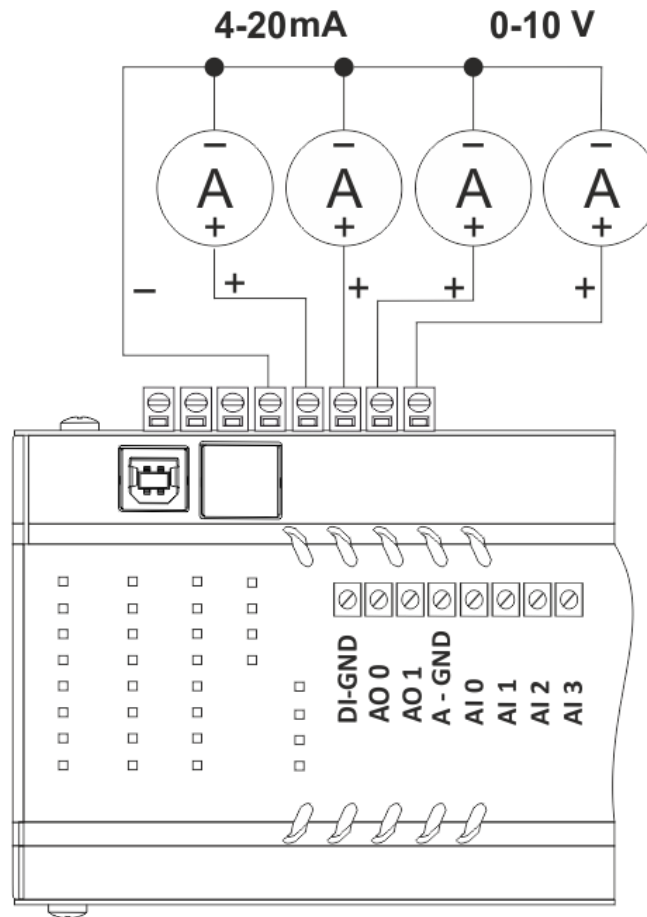 4-20mA 0-10 V
− − − −
A A A A
+ + + +
− + + + +
DI-GND
AO 0
AO 1
A - GND
AI 0
AI 1
AI 2
AI 3